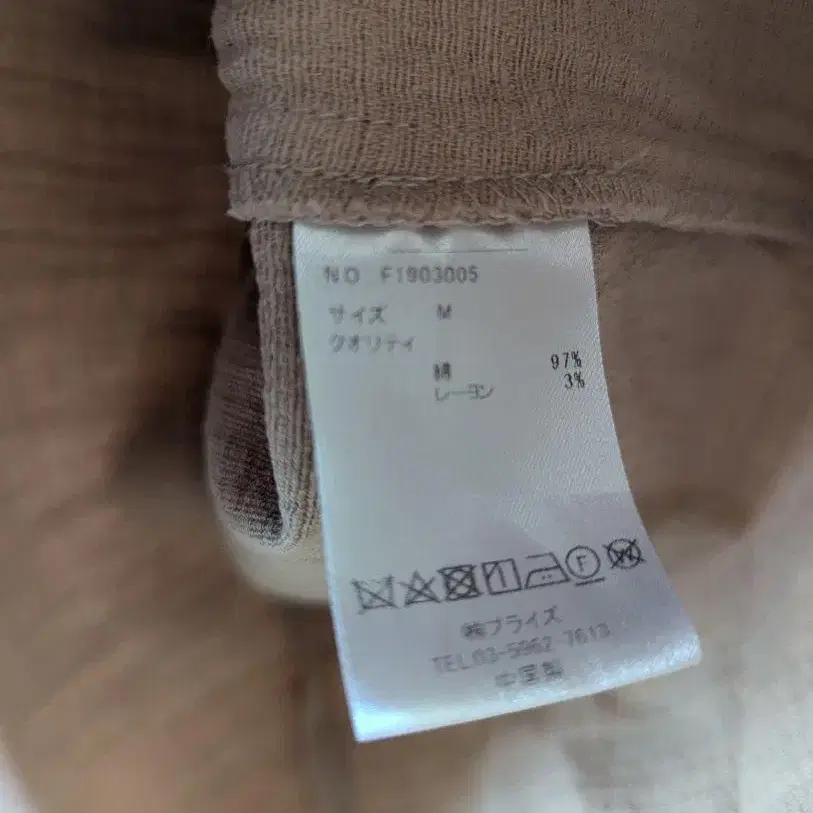 NO F1903005
サイズ M
クオリティ
綿 97%
レーヨン 3%
F W
㈱フライズ
TEL.03-5962-7613
中国製